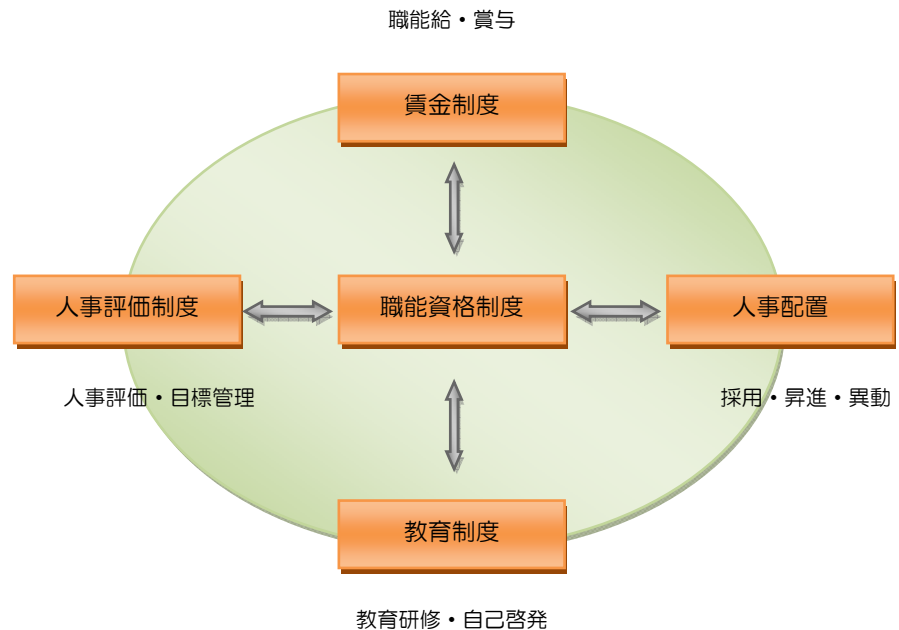 職能給・賞与
賃金制度
人事評価制度
職能資格制度
人事配置
人事評価・目標管理
採用・昇進・異動
教育制度
教育研修・自己啓発